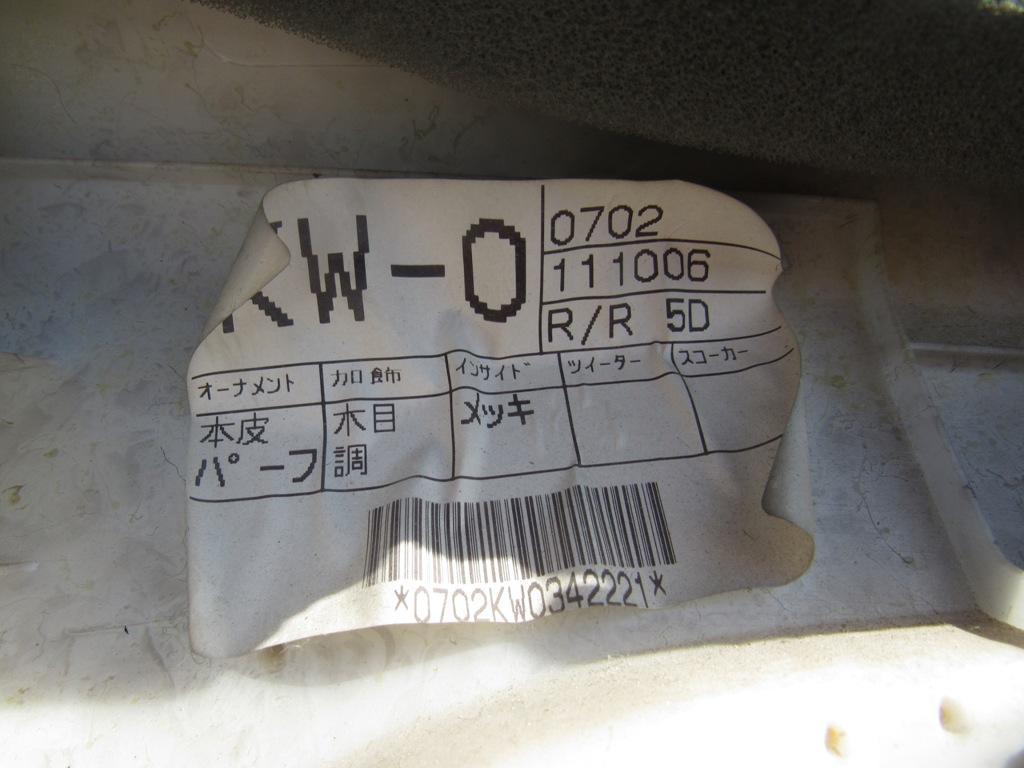 KW-0
0702
111006
R/R 5D
オーナメント 加飾 インサイド ツイーター スコーカー
本皮 木目 メッキ
パーフ 調
*0702KW0342221*